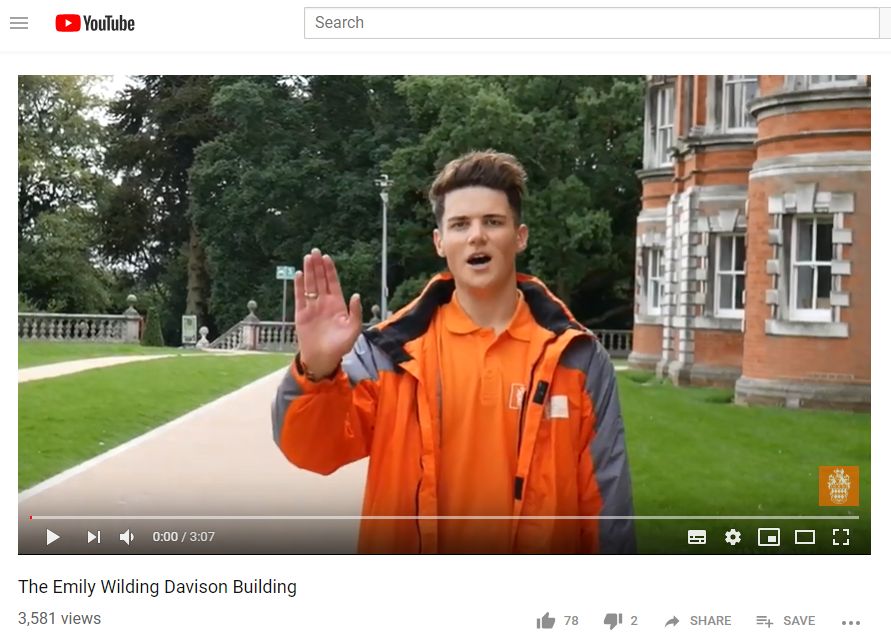 YouTube
Search
0:00 / 3:07
The Emily Wilding Davison Building
3,581 views
78
2
SHARE
SAVE